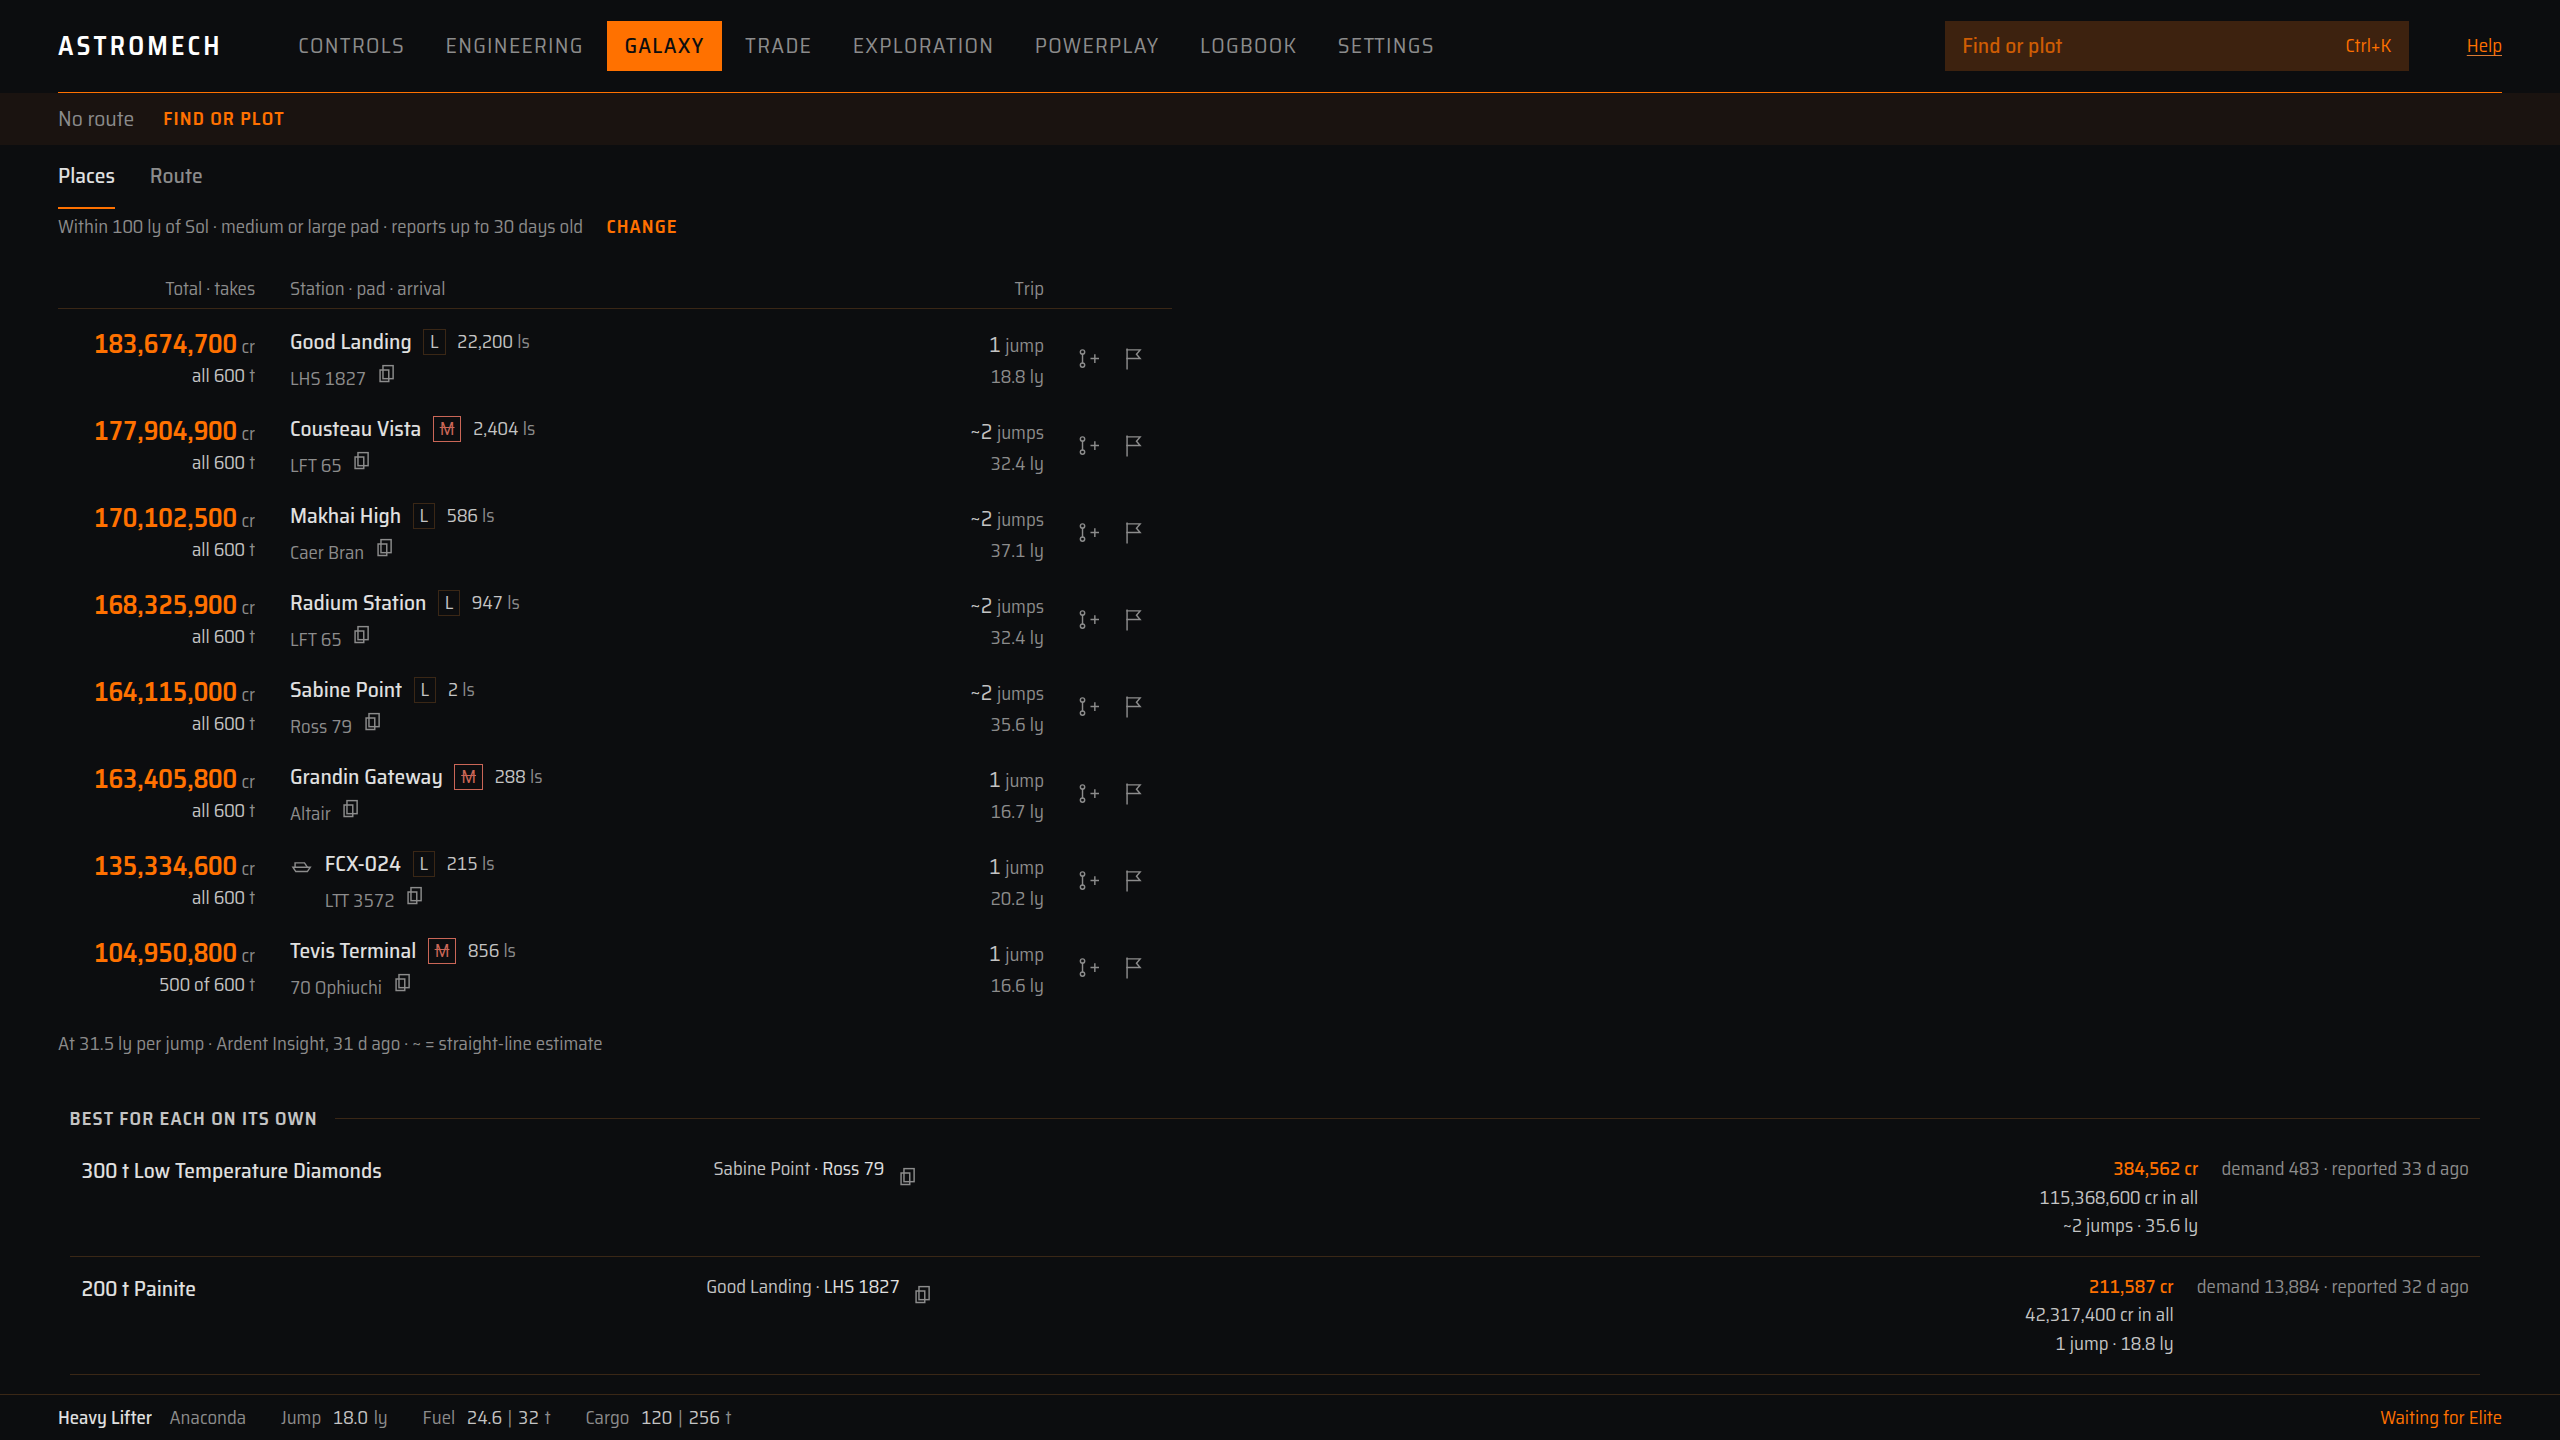 ASTROMECH CONTROLS ENGINEERING GALAXY TRADE EXPLORATION POWERPLAY LOGBOOK SETTINGS Find or plot Ctrl+K Help
No route FIND OR PLOT
Places Route
Within 100 ly of Sol · medium or large pad · reports up to 30 days old CHANGE
Total · takes Station · pad · arrival Trip
183,674,700 cr Good Landing L 22,200 ls 1 jump
all 600 t LHS 1827 18.8 ly
177,904,900 cr Cousteau Vista M 2,404 ls ~2 jumps
all 600 t LFT 65 32.4 ly
170,102,500 cr Makhai High L 586 ls ~2 jumps
all 600 t Caer Bran 37.1 ly
168,325,900 cr Radium Station L 947 ls ~2 jumps
all 600 t LFT 65 32.4 ly
164,115,000 cr Sabine Point L 2 ls ~2 jumps
all 600 t Ross 79 35.6 ly
163,405,800 cr Grandin Gateway M 288 ls 1 jump
all 600 t Altair 16.7 ly
135,334,600 cr FCX-024 L 215 ls 1 jump
all 600 t LTT 3572 20.2 ly
104,950,800 cr Tevis Terminal M 856 ls 1 jump
500 of 600 t 70 Ophiuchi 16.6 ly
At 31.5 ly per jump · Ardent Insight, 31 d ago · ~ = straight-line estimate
BEST FOR EACH ON ITS OWN
300 t Low Temperature Diamonds Sabine Point · Ross 79 384,562 cr demand 483 · reported 33 d ago
115,368,600 cr in all
~2 jumps · 35.6 ly
200 t Painite Good Landing · LHS 1827 211,587 cr demand 13,884 · reported 32 d ago
42,317,400 cr in all
1 jump · 18.8 ly
Heavy Lifter Anaconda Jump 18.0 ly Fuel 24.6 | 32 t Cargo 120 | 256 t Waiting for Elite